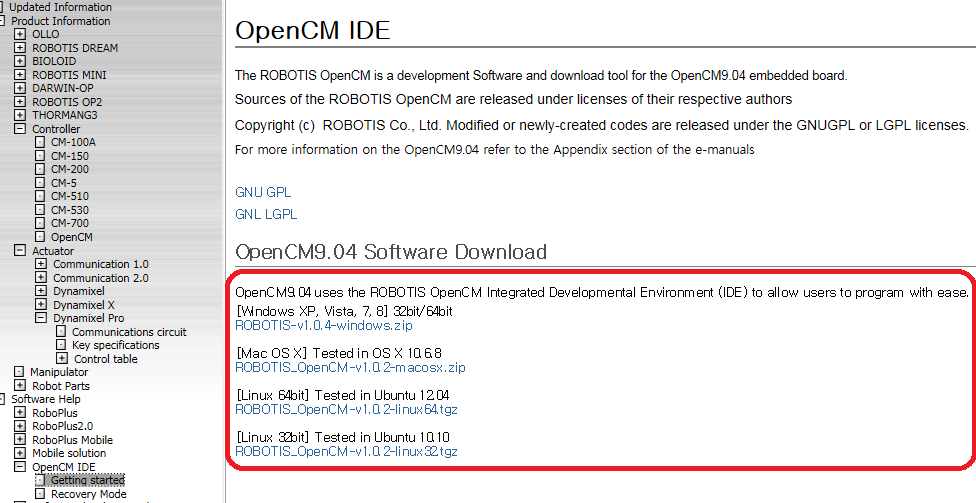 Updated Information
Product Information
OLLO
ROBOTIS DREAM
BIOLOID
ROBOTIS MINI
DARWIN-OP
ROBOTIS OP2
THORMANG3
Controller
CM-100A
CM-150
CM-200
CM-5
CM-510
CM-530
CM-700
OpenCM
Actuator
Communication 1.0
Communication 2.0
Dynamixel
Dynamixel X
Dynamixel Pro
Communications circuit
Key specifications
Control table
Manipulator
Robot Parts
Software Help
RoboPlus
RoboPlus2.0
RoboPlus Mobile
Mobile solution
OpenCM IDE
Getting started
Recovery Mode
OpenCM IDE
The ROBOTIS OpenCM is a development Software and download tool for the OpenCM9.04 embedded board.
Sources of the ROBOTIS OpenCM are released under licenses of their respective authors
Copyright (c) ROBOTIS Co., Ltd. Modified or newly-created codes are released under the GNUGPL or LGPL licenses.
For more information on the OpenCM9.04 refer to the Appendix section of the e-manuals
GNU GPL
GNL LGPL
OpenCM9.04 Software Download
OpenCM9.04 uses the ROBOTIS OpenCM Integrated Developmental Environment (IDE) to allow users to program with ease.
[Windows XP, Vista, 7, 8] 32bit/64bit
ROBOTIS-v1.0.4-windows.zip
[Mac OS X] Tested in OS X 10.6.8
ROBOTIS_OpenCM-v1.0.2-macosx.zip
[Linux 64bit] Tested in Ubuntu 12.04
ROBOTIS_OpenCM-v1.0.2-linux64.tgz
[Linux 32bit] Tested in Ubuntu 10.10
ROBOTIS_OpenCM-v1.0.2-linux32.tgz